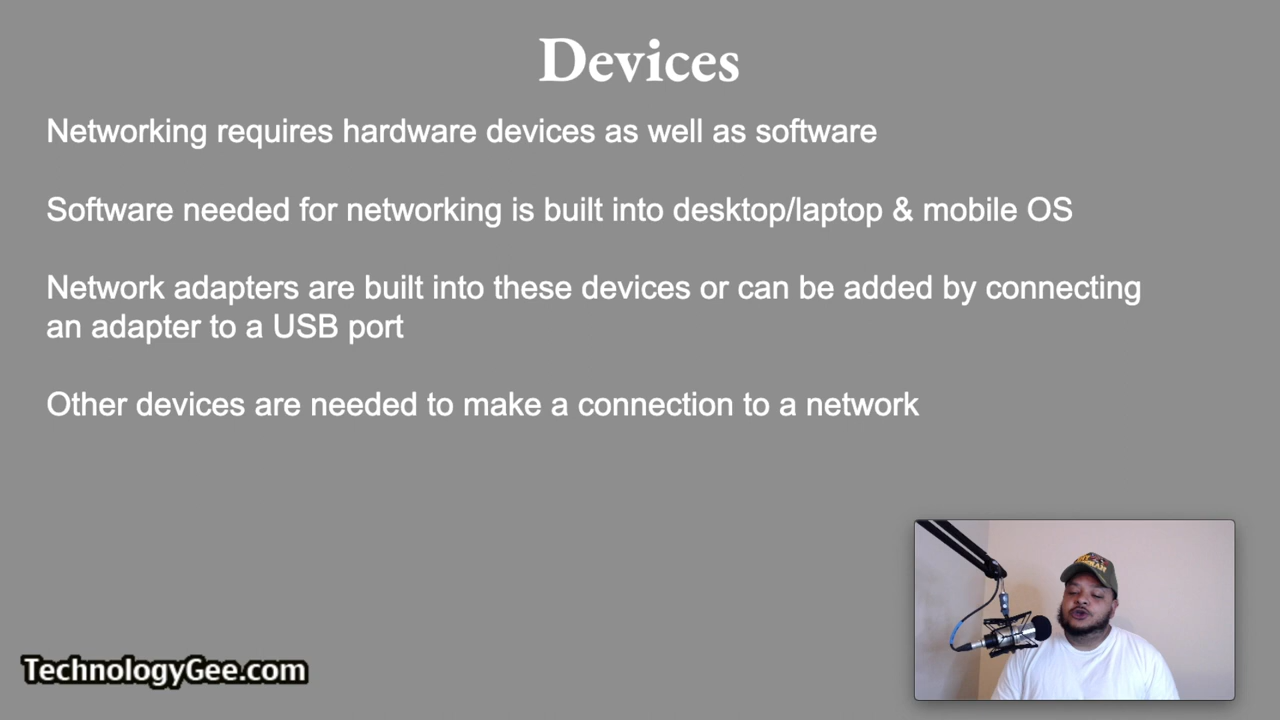 Devices
Networking requires hardware devices as well as software
Software needed for networking is built into desktop/laptop & mobile OS
Network adapters are built into these devices or can be added by connecting
an adapter to a USB port
Other devices are needed to make a connection to a network
TechnologyGee.com